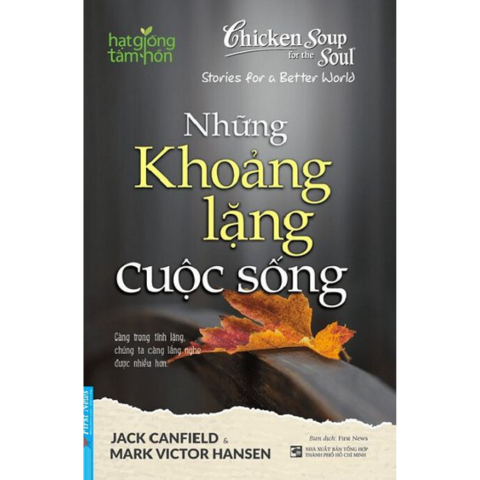 hạt giống
tâm hồn
Chicken Soup
for the
Soul
Stories for a Better World
Những
Khoảng
lặng
cuộc sống
Càng trong tĩnh lặng,
chúng ta càng lắng nghe
được nhiều hơn.
First News
JACK CANFIELD &
MARK VICTOR HANSEN
Biên dịch: First News
NHÀ XUẤT BẢN TỔNG HỢP
THÀNH PHỐ HỒ CHÍ MINH